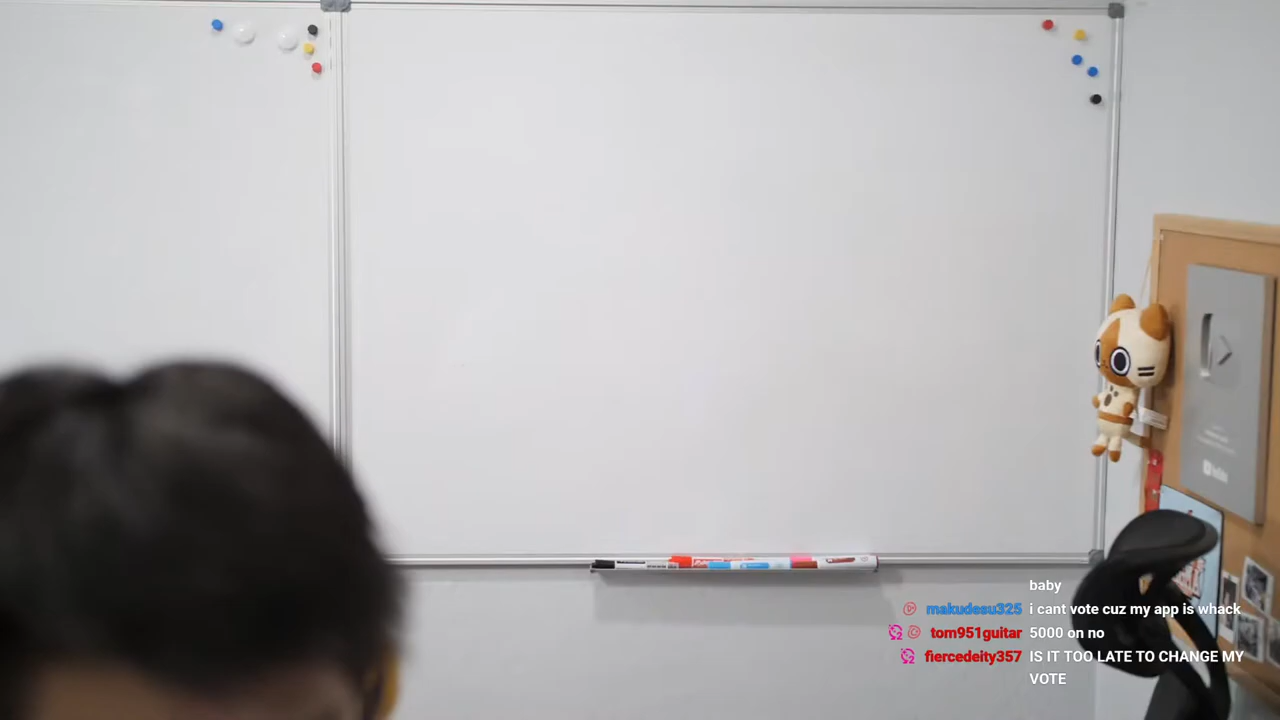 baby
makudesu325 i cant vote cuz my app is whack
tom951guitar 5000 on no
fiercedeity357 IS IT TOO LATE TO CHANGE MY
VOTE